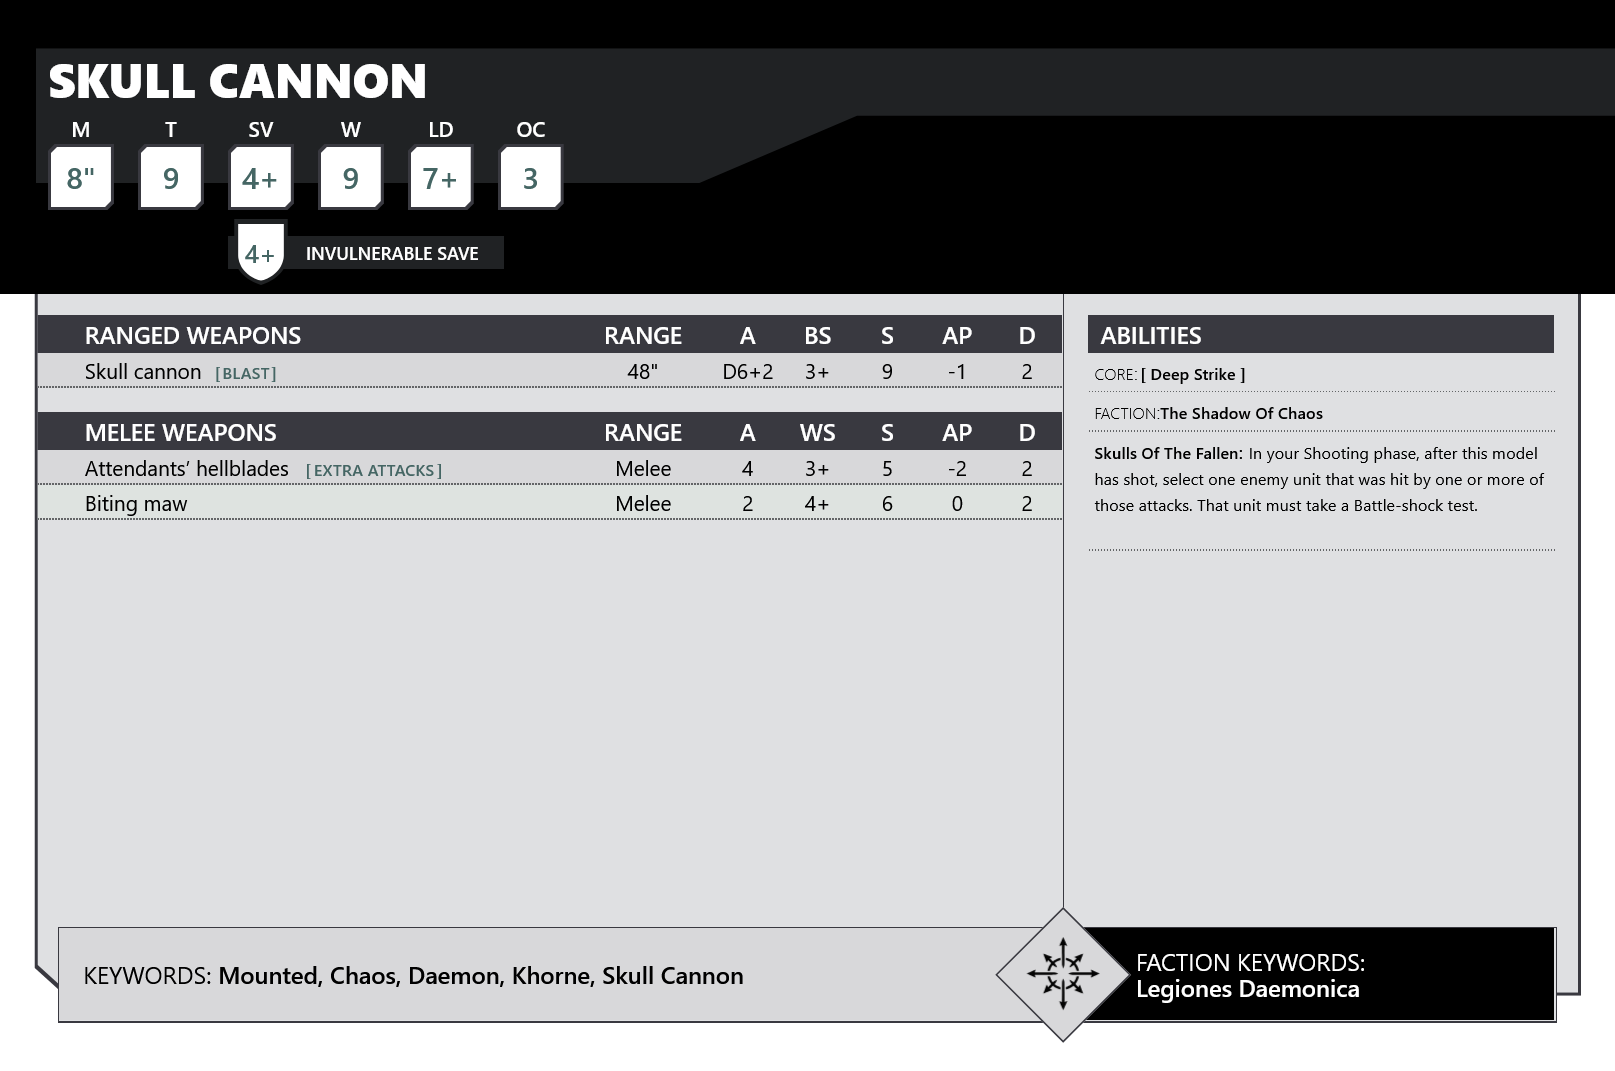 SKULL CANNON
M T SV W LD OC
8" 9 4+ 9 7+ 3
4+ INVULNERABLE SAVE
RANGED WEAPONS RANGE A BS S AP D
Skull cannon [BLAST] 48" D6+2 3+ 9 -1 2
MELEE WEAPONS RANGE A WS S AP D
Attendants’ hellblades [EXTRA ATTACKS] Melee 4 3+ 5 -2 2
Biting maw Melee 2 4+ 6 0 2
ABILITIES
CORE: [ Deep Strike ]
FACTION:The Shadow Of Chaos
Skulls Of The Fallen: In your Shooting phase, after this model
has shot, select one enemy unit that was hit by one or more of
those attacks. That unit must take a Battle-shock test.
KEYWORDS: Mounted, Chaos, Daemon, Khorne, Skull Cannon
FACTION KEYWORDS:
Legiones Daemonica